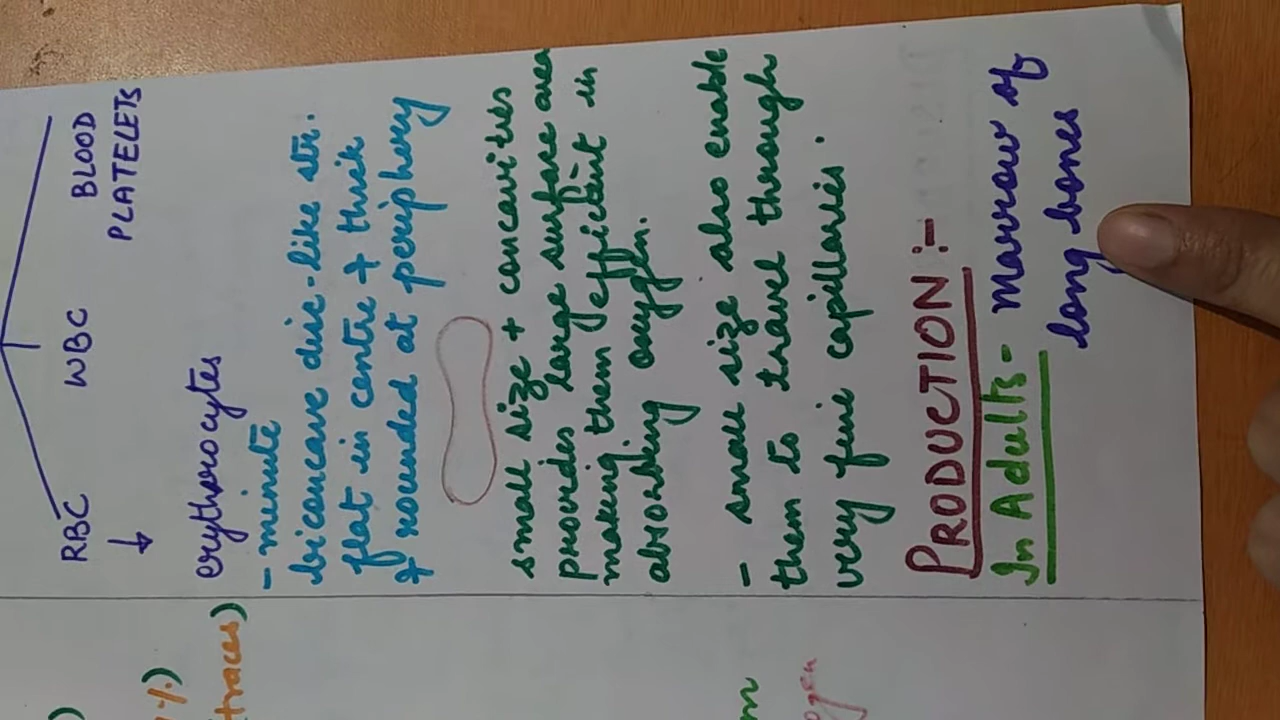 RBC WBC BLOOD
PLATELETS
↓
erythrocytes
- minute
biconcave disc-like str.
flat in centre + thick
& rounded at periphery
small size + concavities
provides large surface area
making them efficient in
absorbing oxygen.
- small size also enable
them to travel through
very fine capillaries.
PRODUCTION :-
In Adults - Marrow of
long bones
%)
traces)